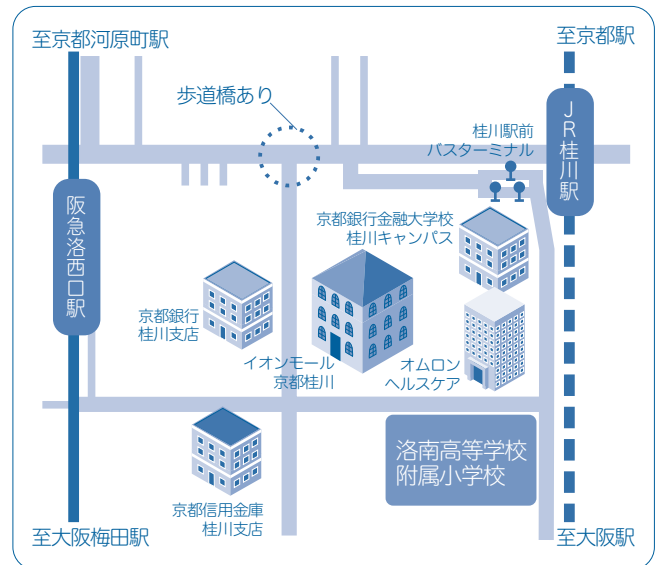 至京都河原町駅
至京都駅
歩道橋あり
JR桂川駅
桂川駅前
バスターミナル
阪急洛西口駅
京都銀行金融大学校
桂川キャンパス
京都銀行
桂川支店
イオンモール
京都桂川
オムロン
ヘルスケア
洛南高等学校
附属小学校
京都信用金庫
桂川支店
至大阪梅田駅
至大阪駅